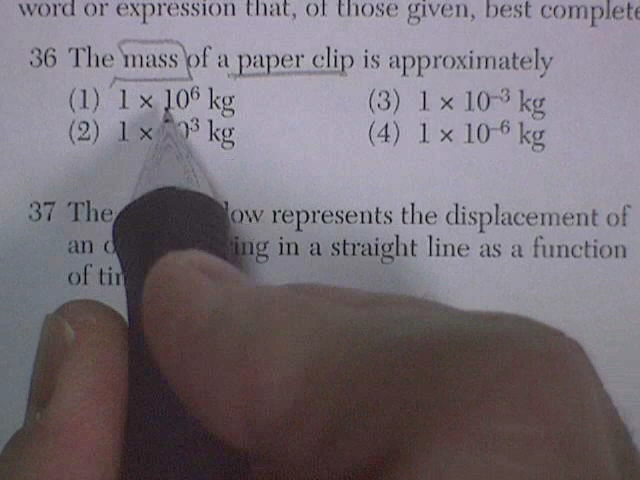 word or expression that, of those given, best complete
36 The mass of a paper clip is approximately
(1) 1 × 10⁶ kg (3) 1 × 10⁻³ kg
(2) 1 × 10³ kg (4) 1 × 10⁻⁶ kg
37 The low represents the displacement of
an ing in a straight line as a function
of